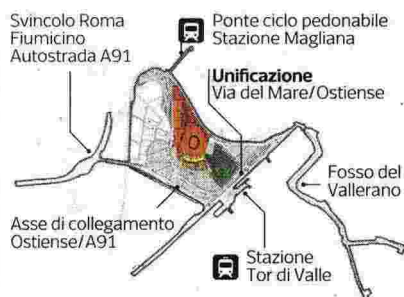 Svincolo Roma
Fiumicino
Autostrada A91
Ponte ciclo pedonabile
Stazione Magliana
Unificazione
Via del Mare/Ostiense
Fosso del
Vallerano
Asse di collegamento
Ostiense/A91
Stazione
Tor di Valle